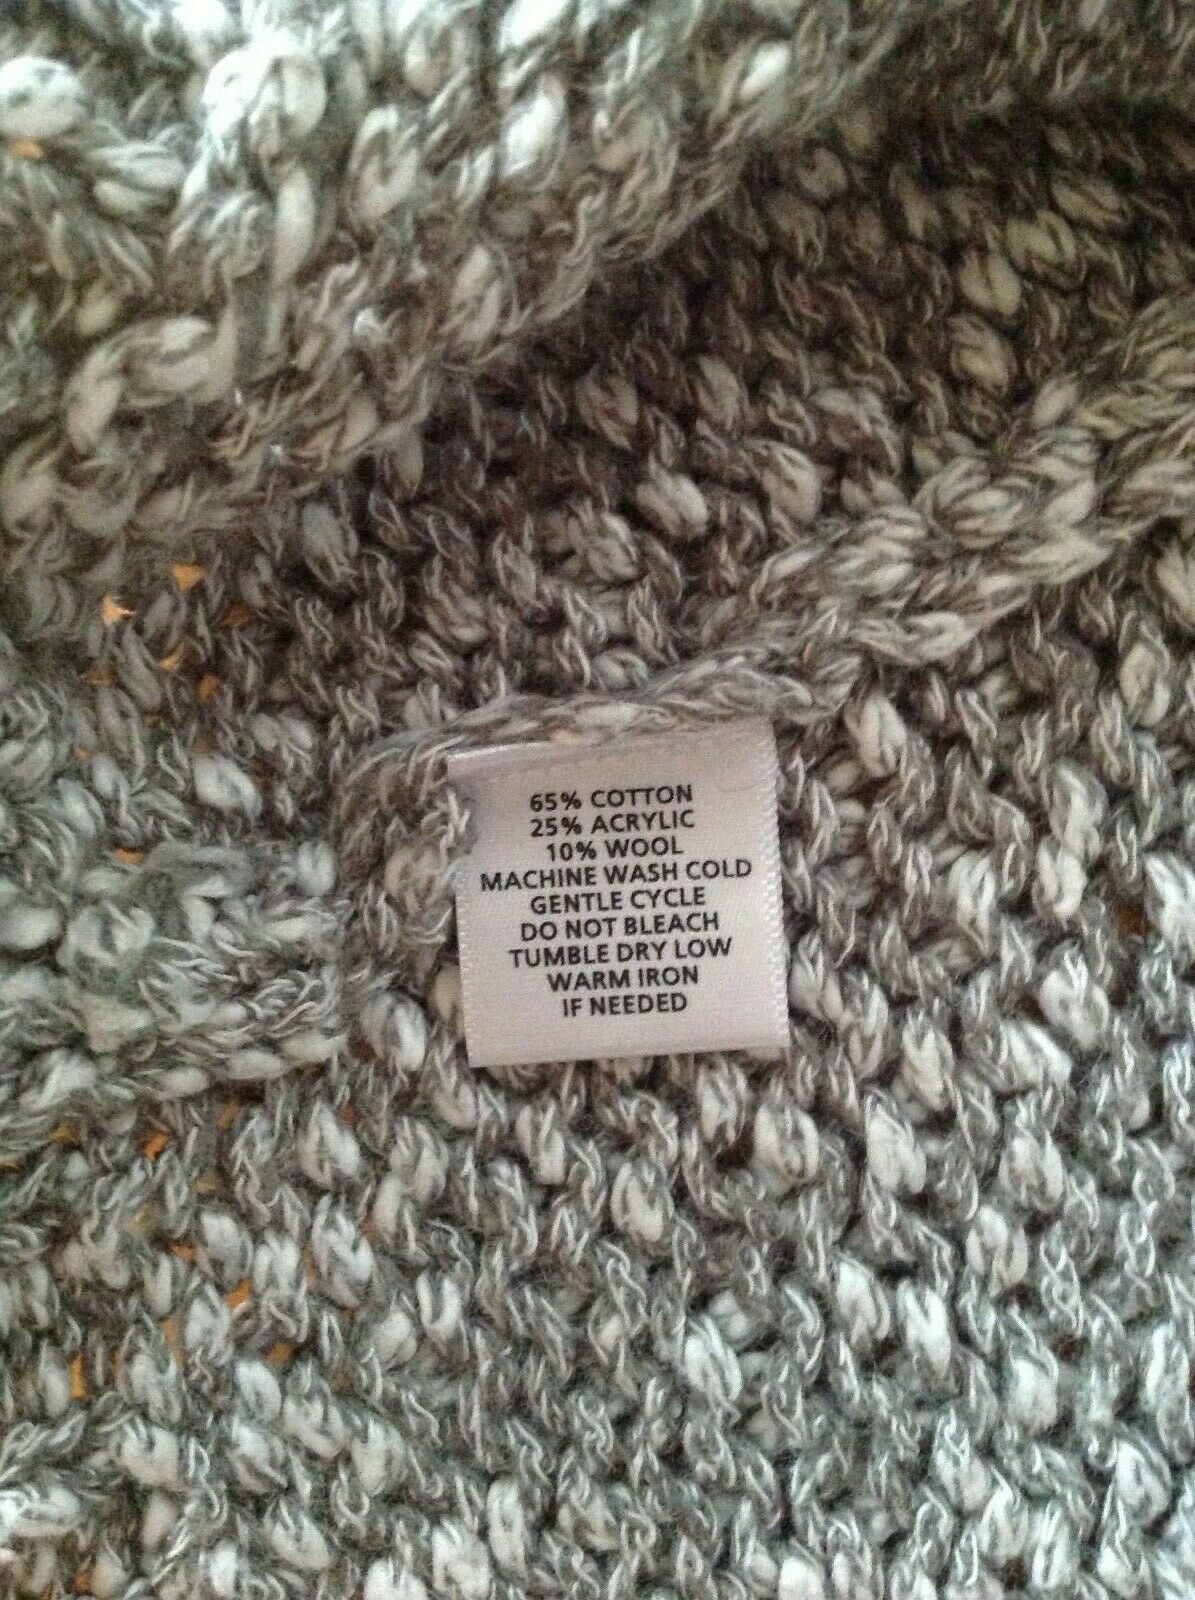 65% COTTON
25% ACRYLIC
10% WOOL
MACHINE WASH COLD
GENTLE CYCLE
DO NOT BLEACH
TUMBLE DRY LOW
WARM IRON
IF NEEDED